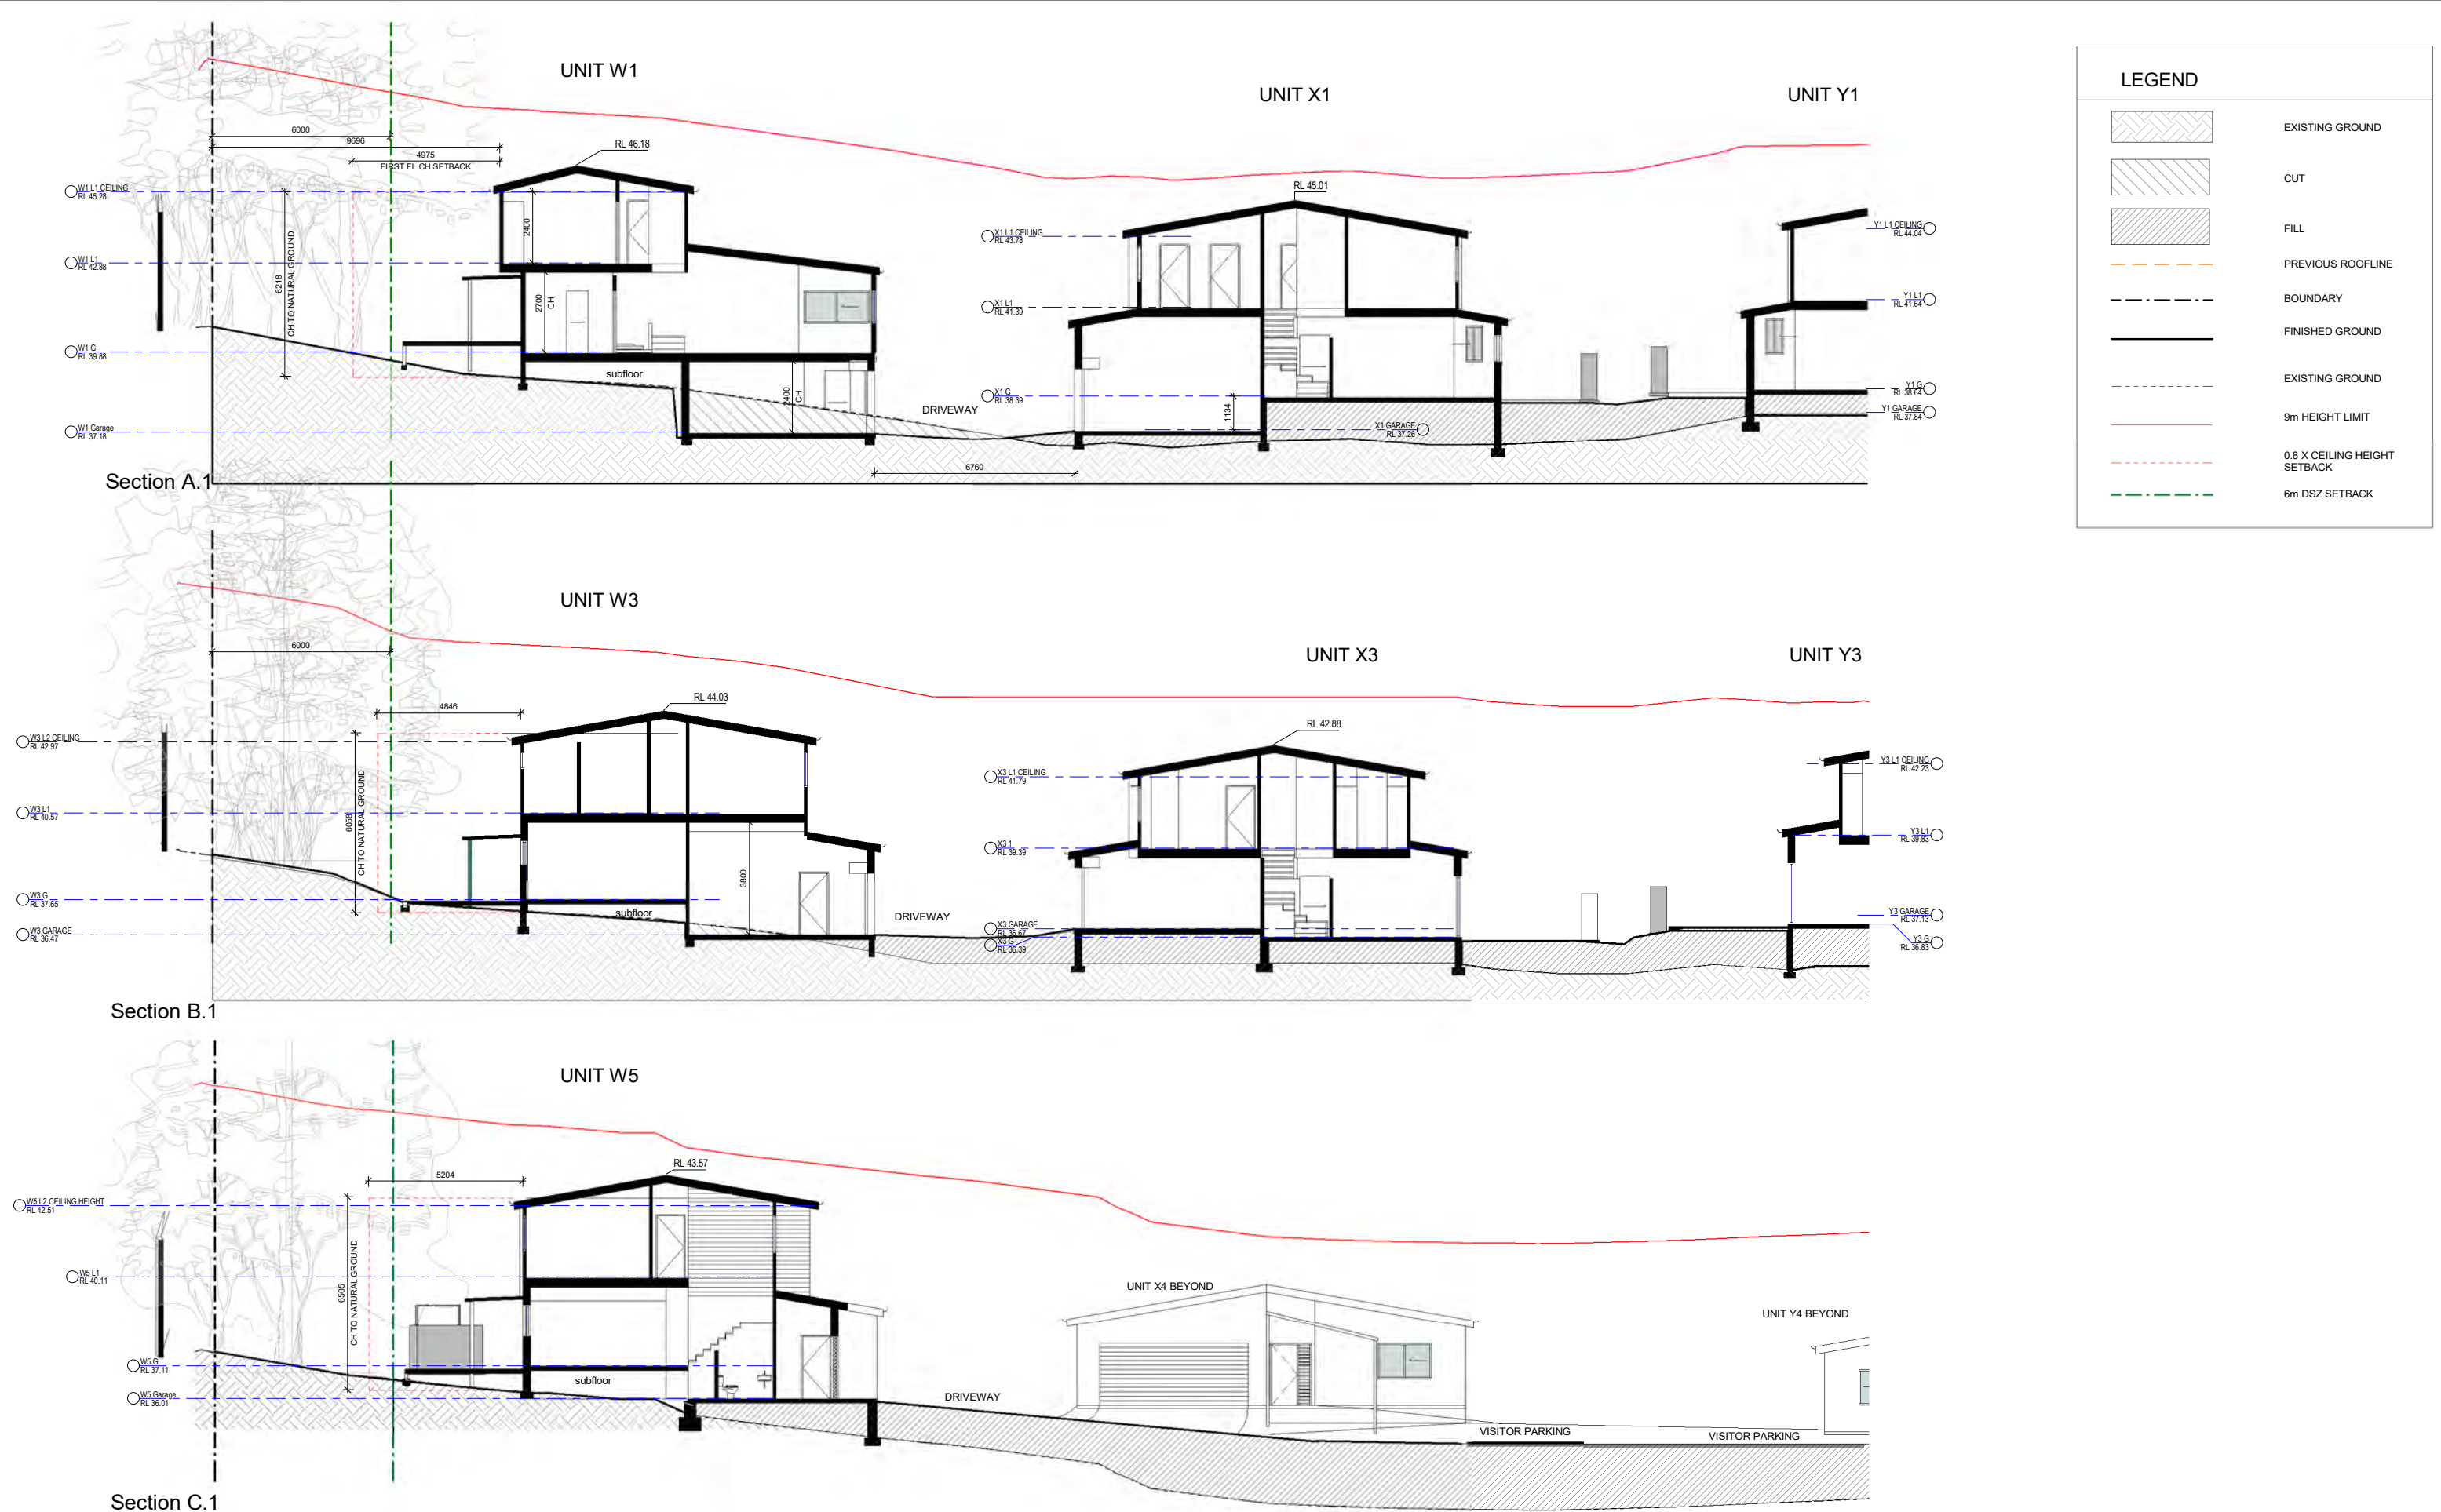 UNIT W1
UNIT X1
UNIT Y1
6000
9696
4975
FIRST FL CH SETBACK
RL 46.18
RL 45.01
W1 L1 CEILING
RL 45.28
W1 L1
RL 42.88
W1 G
RL 39.88
W1 Garage
RL 37.18
6218
CH TO NATURAL GROUND
2400
2700
CH
2400
CH
subfloor
DRIVEWAY
6760
X1 L1 CEILING
RL 43.78
X1 L1
RL 41.39
X1 G
RL 38.39
1134
X1 GARAGE
RL 37.26
Y1 L1 CEILING
RL 44.04
Y1 L1
RL 41.64
Y1 G
RL 38.64
Y1 GARAGE
RL 37.84
Section A.1
LEGEND
EXISTING GROUND
CUT
FILL
PREVIOUS ROOFLINE
BOUNDARY
FINISHED GROUND
EXISTING GROUND
9m HEIGHT LIMIT
0.8 X CEILING HEIGHT
SETBACK
6m DSZ SETBACK
UNIT W3
UNIT X3
UNIT Y3
6000
4846
RL 44.03
RL 42.88
W3 L2 CEILING
RL 42.97
W3 L1
RL 40.57
W3 G
RL 37.65
W3 GARAGE
RL 36.47
6058
CH TO NATURAL GROUND
3800
subfloor
DRIVEWAY
X3 L1 CEILING
RL 41.79
X3 1
RL 39.39
X3 GARAGE
RL 36.67
X3 G
RL 36.39
Y3 L1 CEILING
RL 42.23
Y3 L1
RL 39.83
Y3 GARAGE
RL 37.13
Y3 G
RL 36.83
Section B.1
UNIT W5
5204
RL 43.57
W5 L2 CEILING HEIGHT
RL 42.51
W5 L1
RL 40.11
W5 G
RL 37.11
W5 Garage
RL 36.01
6505
CH TO NATURAL GROUND
subfloor
DRIVEWAY
UNIT X4 BEYOND
UNIT Y4 BEYOND
VISITOR PARKING
VISITOR PARKING
Section C.1